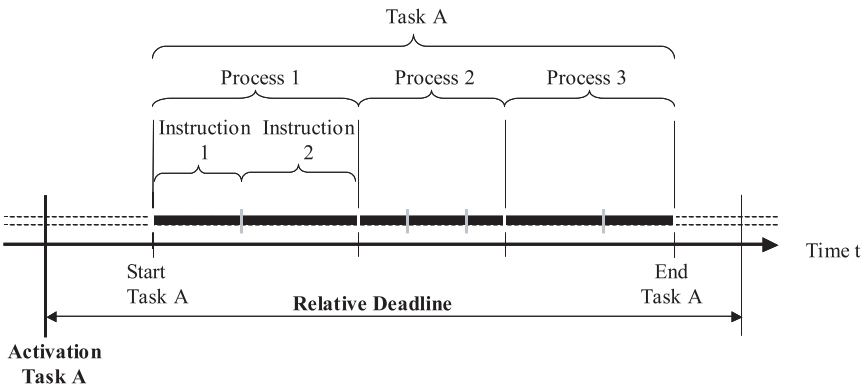 Task A
Process 1 Process 2 Process 3
Instruction Instruction
1 2
Time t
Start End
Task A Task A
Relative Deadline
Activation
Task A